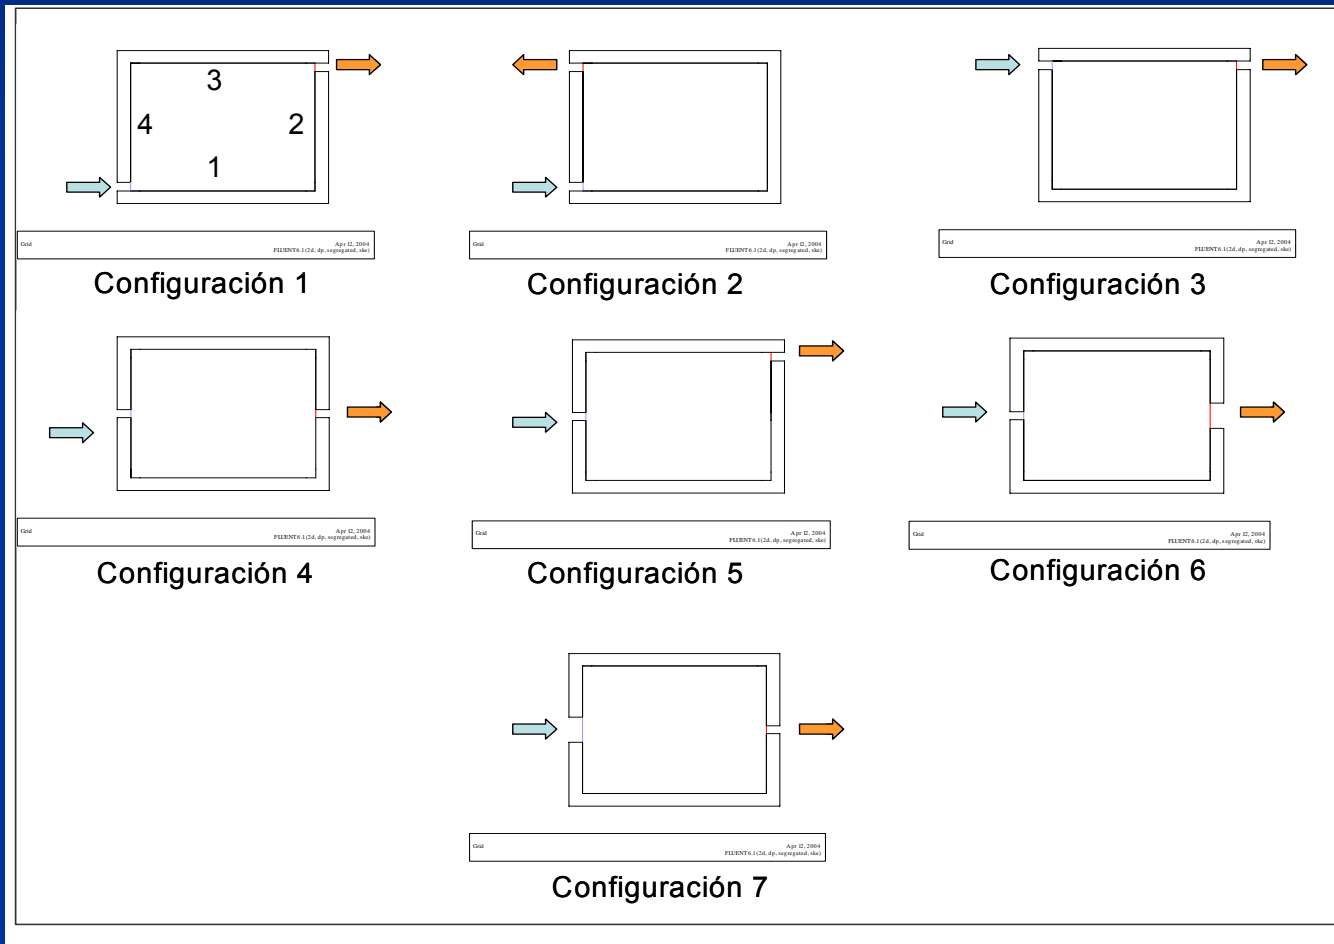 3
4 2
1
Grid Apr 12, 2004
FLUENT 6.1 (2d, dp, segregated, ske)
Grid Apr 12, 2004
FLUENT 6.1 (2d, dp, segregated, ske)
Grid Apr 12, 2004
FLUENT 6.1 (2d, dp, segregated, ske)
Configuración 1
Configuración 2
Configuración 3
Grid Apr 12, 2004
FLUENT 6.1 (2d, dp, segregated, ske)
Grid Apr 12, 2004
FLUENT 6.1 (2d, dp, segregated, ske)
Grid Apr 12, 2004
FLUENT 6.1 (2d, dp, segregated, ske)
Configuración 4
Configuración 5
Configuración 6
Grid Apr 12, 2004
FLUENT 6.1 (2d, dp, segregated, ske)
Configuración 7